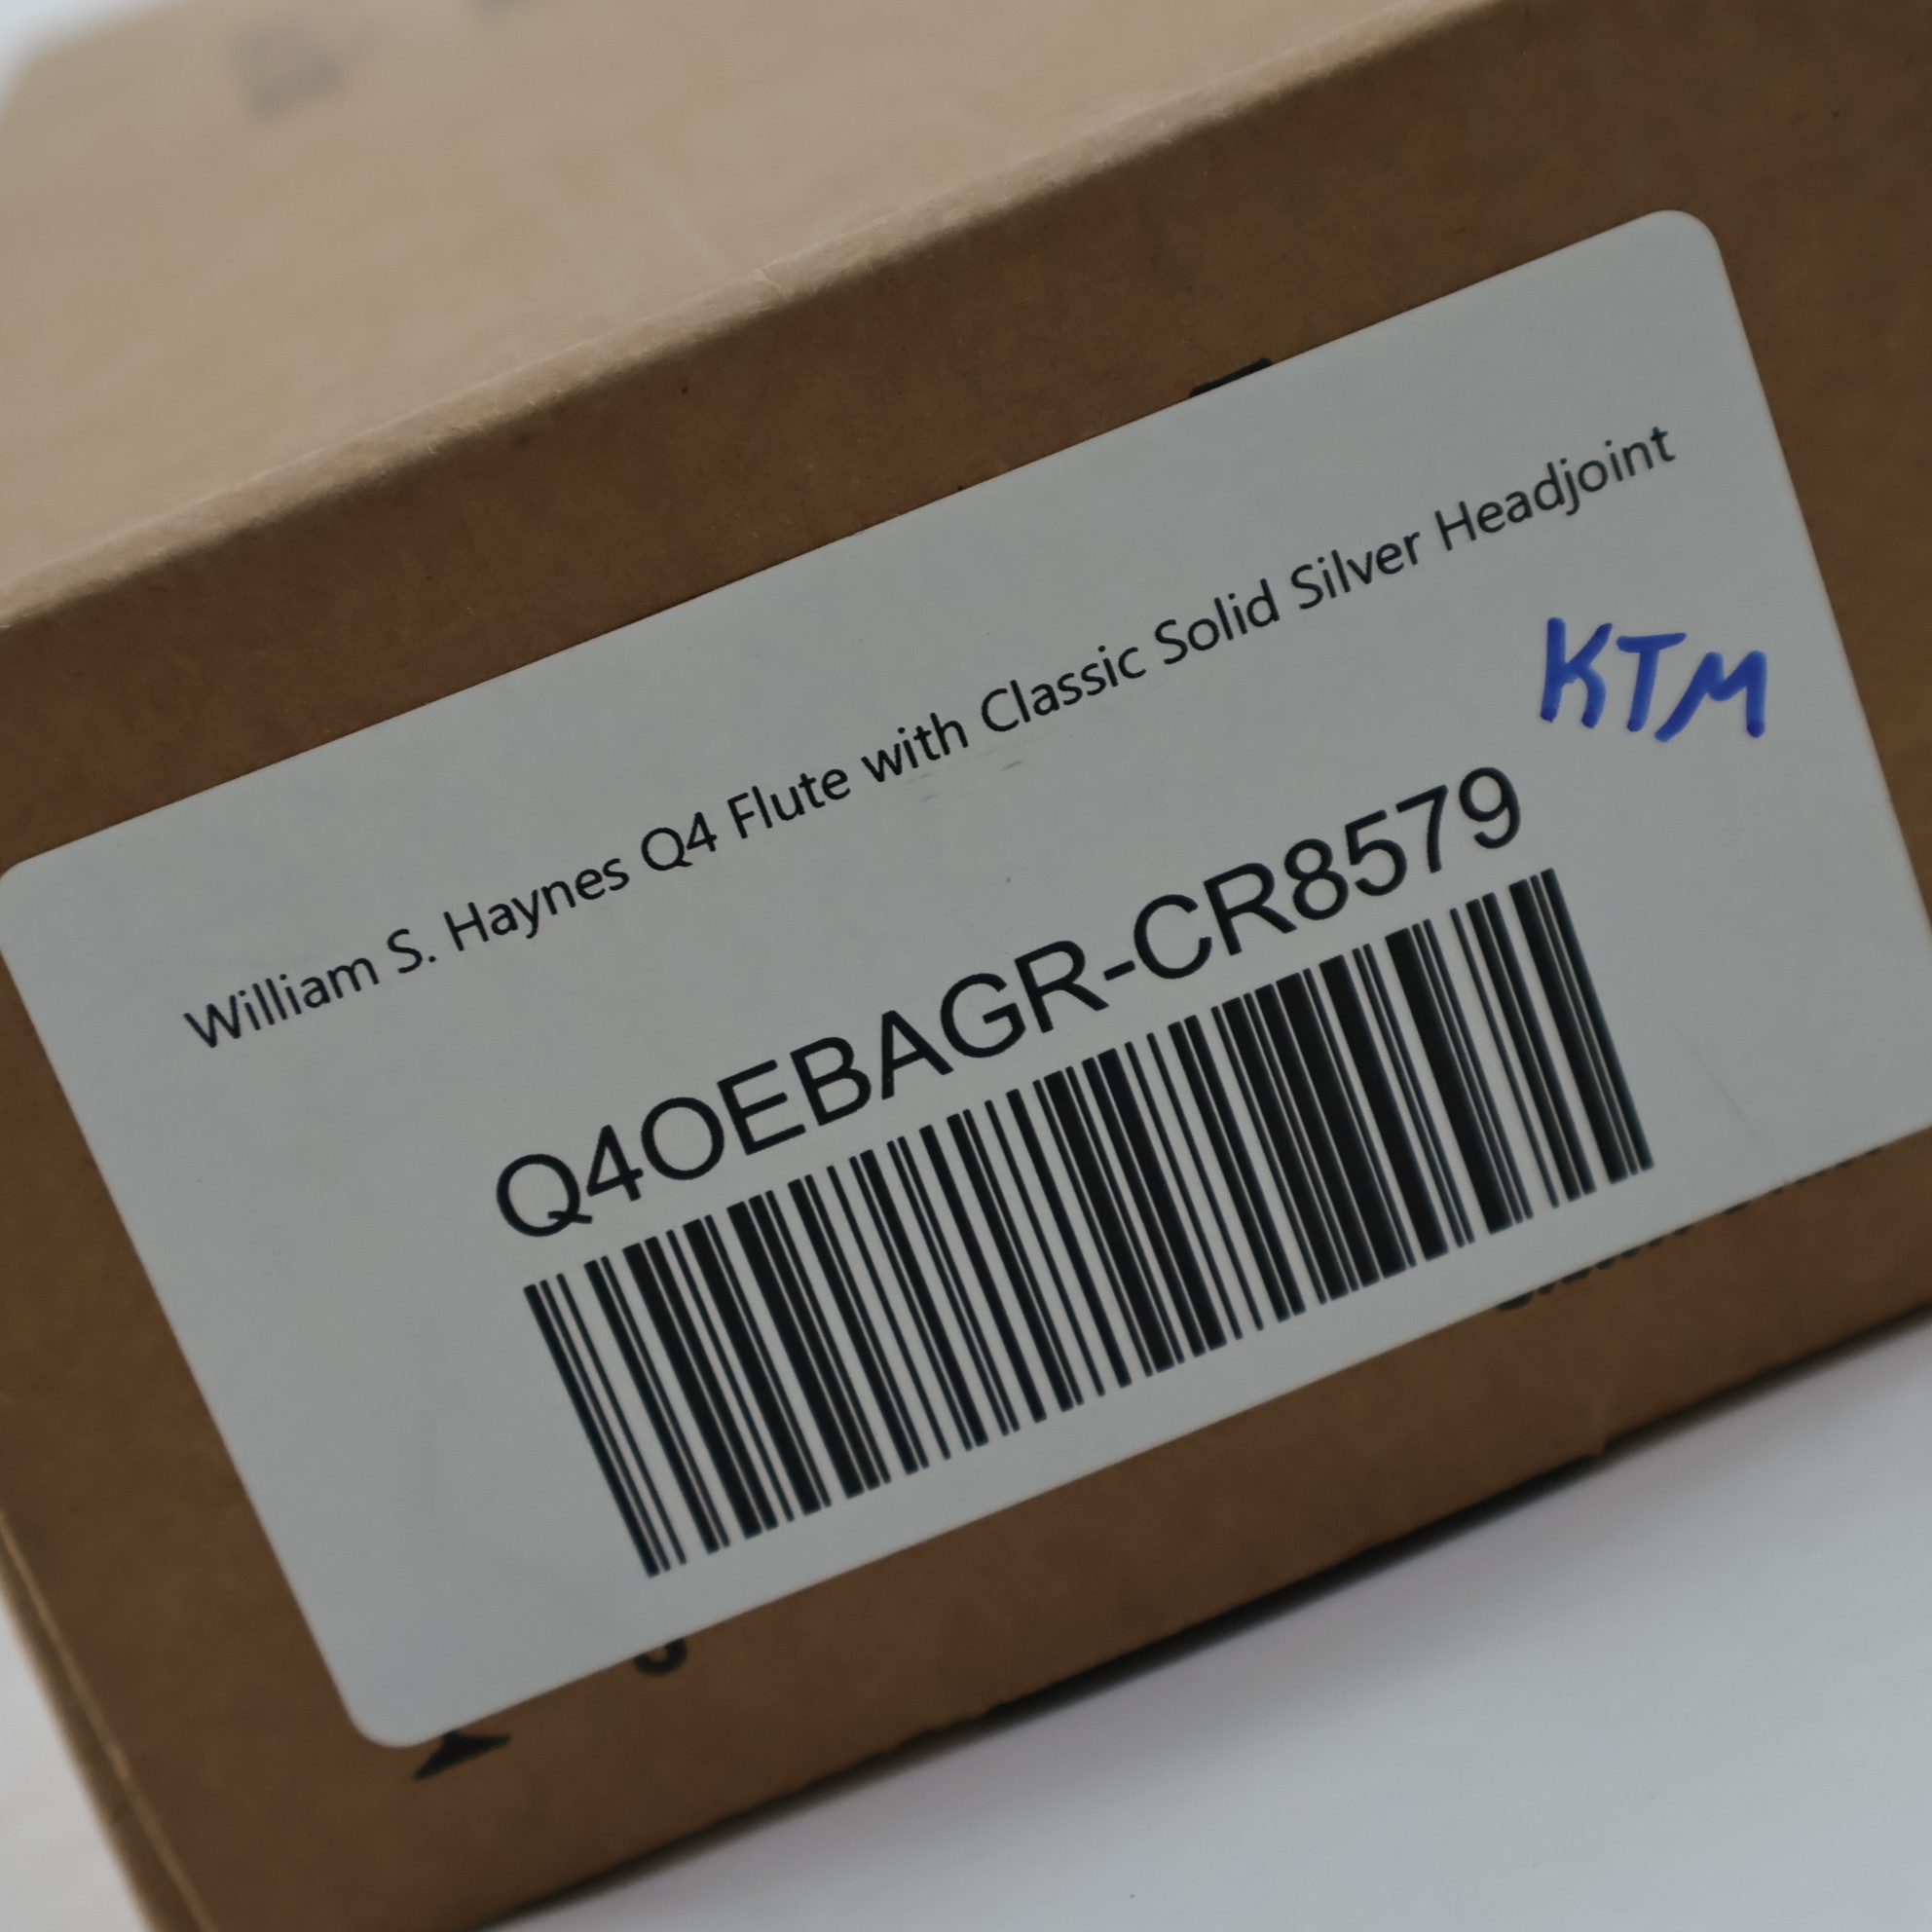 William S. Haynes Q4 Flute with Classic Solid Silver Headjoint
KTM
Q4OEBAGR-CR8579